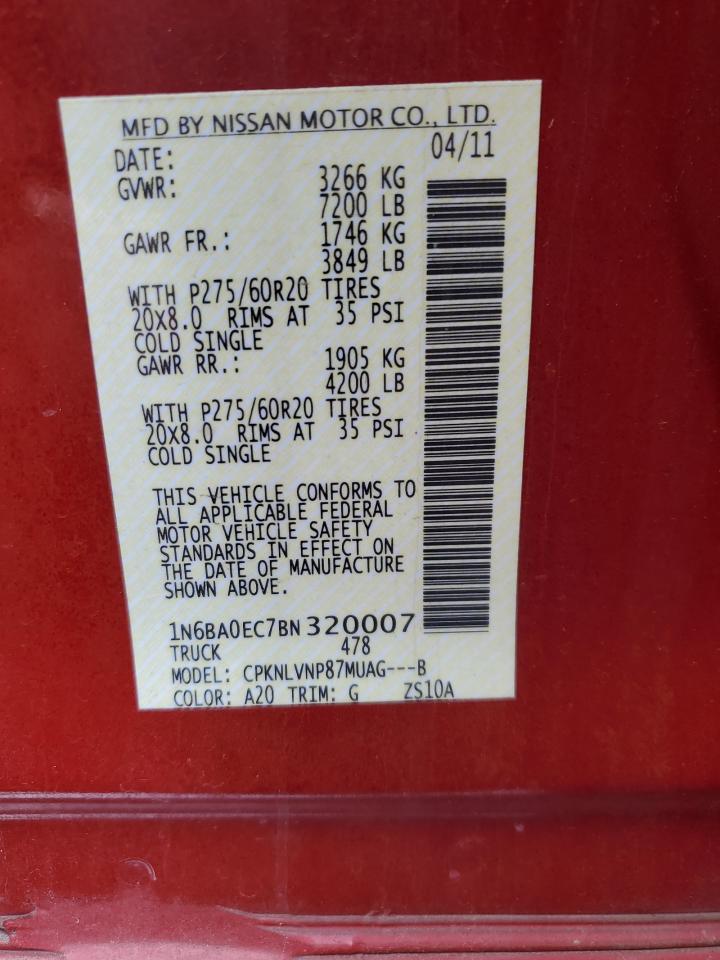 MFD BY NISSAN MOTOR CO., LTD.
DATE: 04/11
GVWR: 3266 KG
7200 LB
GAWR FR.: 1746 KG
3849 LB
WITH P275/60R20 TIRES
20X8.0 RIMS AT 35 PSI
COLD SINGLE
GAWR RR.: 1905 KG
4200 LB
WITH P275/60R20 TIRES
20X8.0 RIMS AT 35 PSI
COLD SINGLE
THIS VEHICLE CONFORMS TO
ALL APPLICABLE FEDERAL
MOTOR VEHICLE SAFETY
STANDARDS IN EFFECT ON
THE DATE OF MANUFACTURE
SHOWN ABOVE.
1N6BA0EC7BN320007
TRUCK 478
MODEL: CPKNLVNP87MUAG---B
COLOR: A20 TRIM: G ZS10A